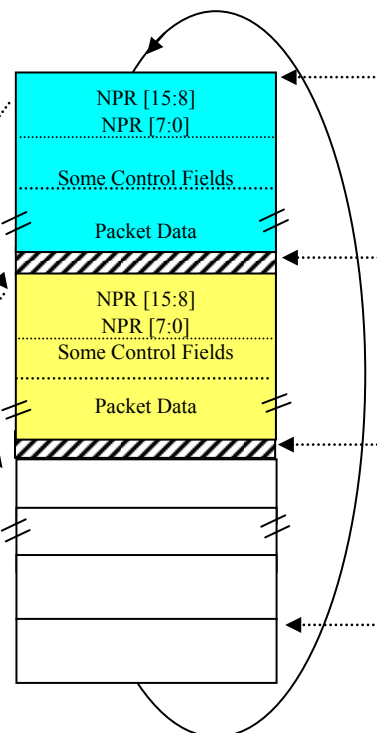 NPR [15:8]
NPR [7:0]
Some Control Fields
Packet Data
NPR [15:8]
NPR [7:0]
Some Control Fields
Packet Data